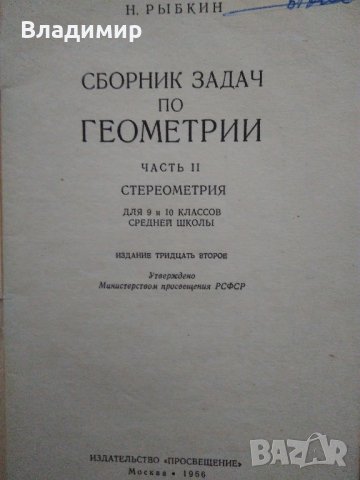 Н. РЫБКИН
Владимир
СБОРНИК ЗАДАЧ
ПО
ГЕОМЕТРИИ
ЧАСТЬ II
СТЕРЕОМЕТРИЯ
ДЛЯ 9 и 10 КЛАССОВ
СРЕДНЕЙ ШКОЛЫ
ИЗДАНИЕ ТРИДЦАТЬ ВТОРОЕ
Утверждено
Министерством просвещения РСФСР
ИЗДАТЕЛЬСТВО «ПРОСВЕЩЕНИЕ»
Москва • 1966
BAZAR